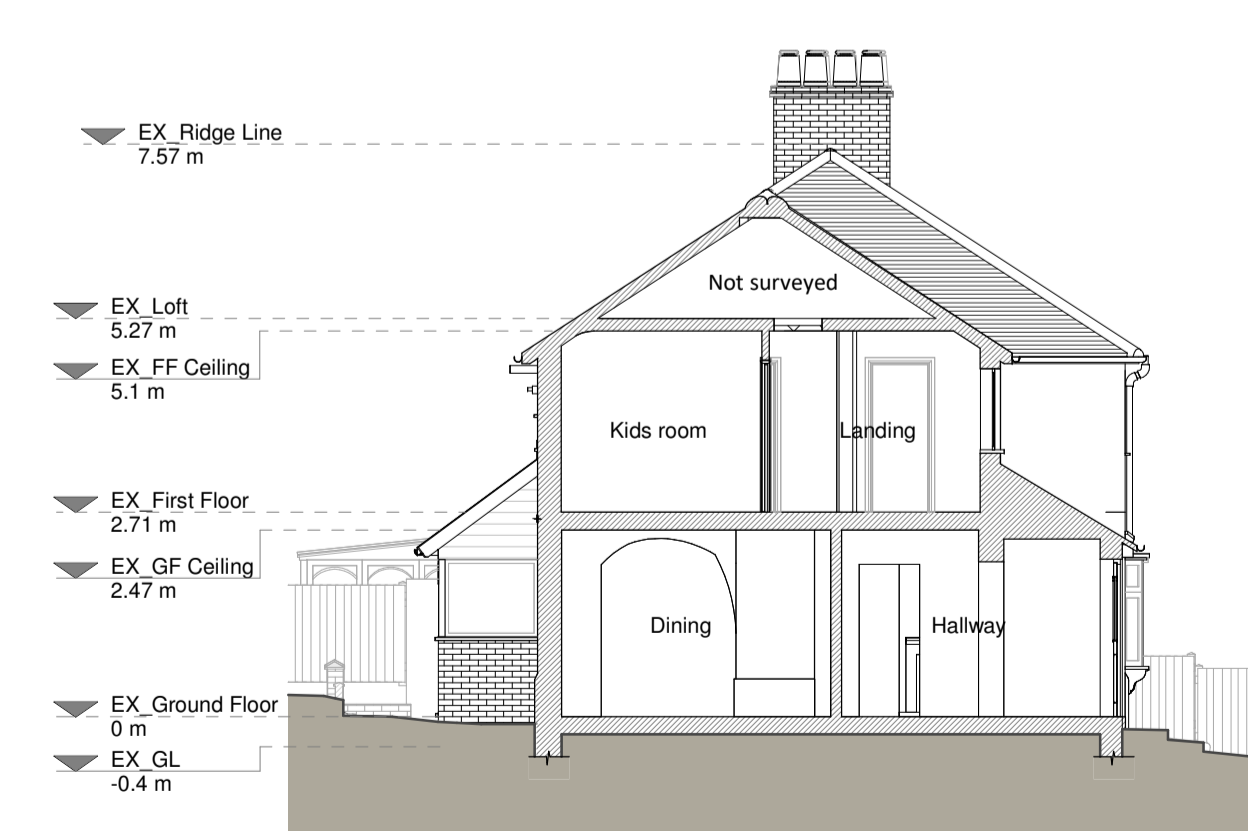 EX_Ridge Line
7.57 m
EX_Loft
5.27 m
Not surveyed
EX_FF Ceiling
5.1 m
Kids room
Landing
EX_First Floor
2.71 m
EX_GF Ceiling
2.47 m
Dining
Hallway
EX_Ground Floor
0 m
EX_GL
-0.4 m